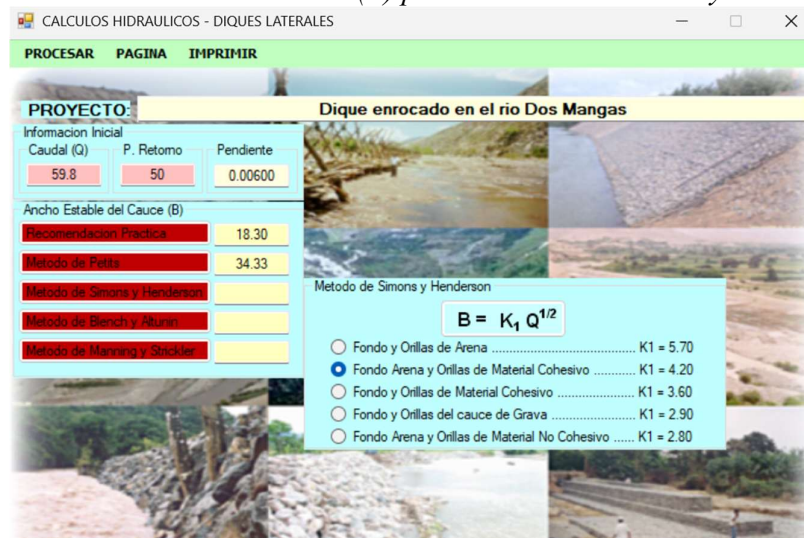 CALCULOS HIDRAULICOS - DIQUES LATERALES
PROCESAR PAGINA IMPRIMIR
PROYECTO: Dique enrocado en el rio Dos Mangas
Informacion Inicial
Caudal (Q) P. Retorno Pendiente
59.8 50 0.00600
Ancho Estable del Cauce (B)
Recomendacion Practica 18.30
Metodo de Petits 34.33
Metodo de Simons y Henderson
Metodo de Blench y Altunin
Metodo de Manning y Strickler
Metodo de Simons y Henderson
B = K₁ Q^1/2
Fondo y Orillas de Arena ........................................ K1 = 5.70
Fondo Arena y Orillas de Material Cohesivo ........... K1 = 4.20
Fondo y Orillas de Material Cohesivo ...................... K1 = 3.60
Fondo y Orillas del cauce de Grava ........................ K1 = 2.90
Fondo Arena y Orillas de Material No Cohesivo ...... K1 = 2.80